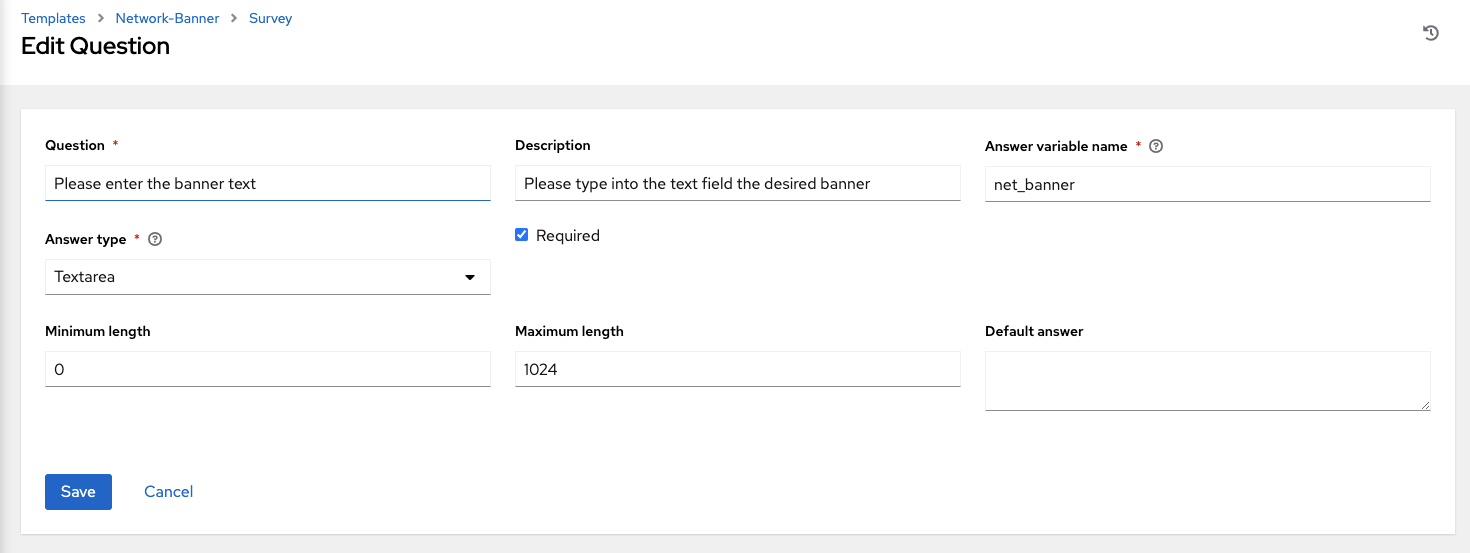 Templates > Network-Banner > Survey
Edit Question
Question *
Description
Answer variable name * ?
Please enter the banner text
Please type into the text field the desired banner
net_banner
Answer type * ?
Required
Textarea
Minimum length
Maximum length
Default answer
0
1024
Save
Cancel